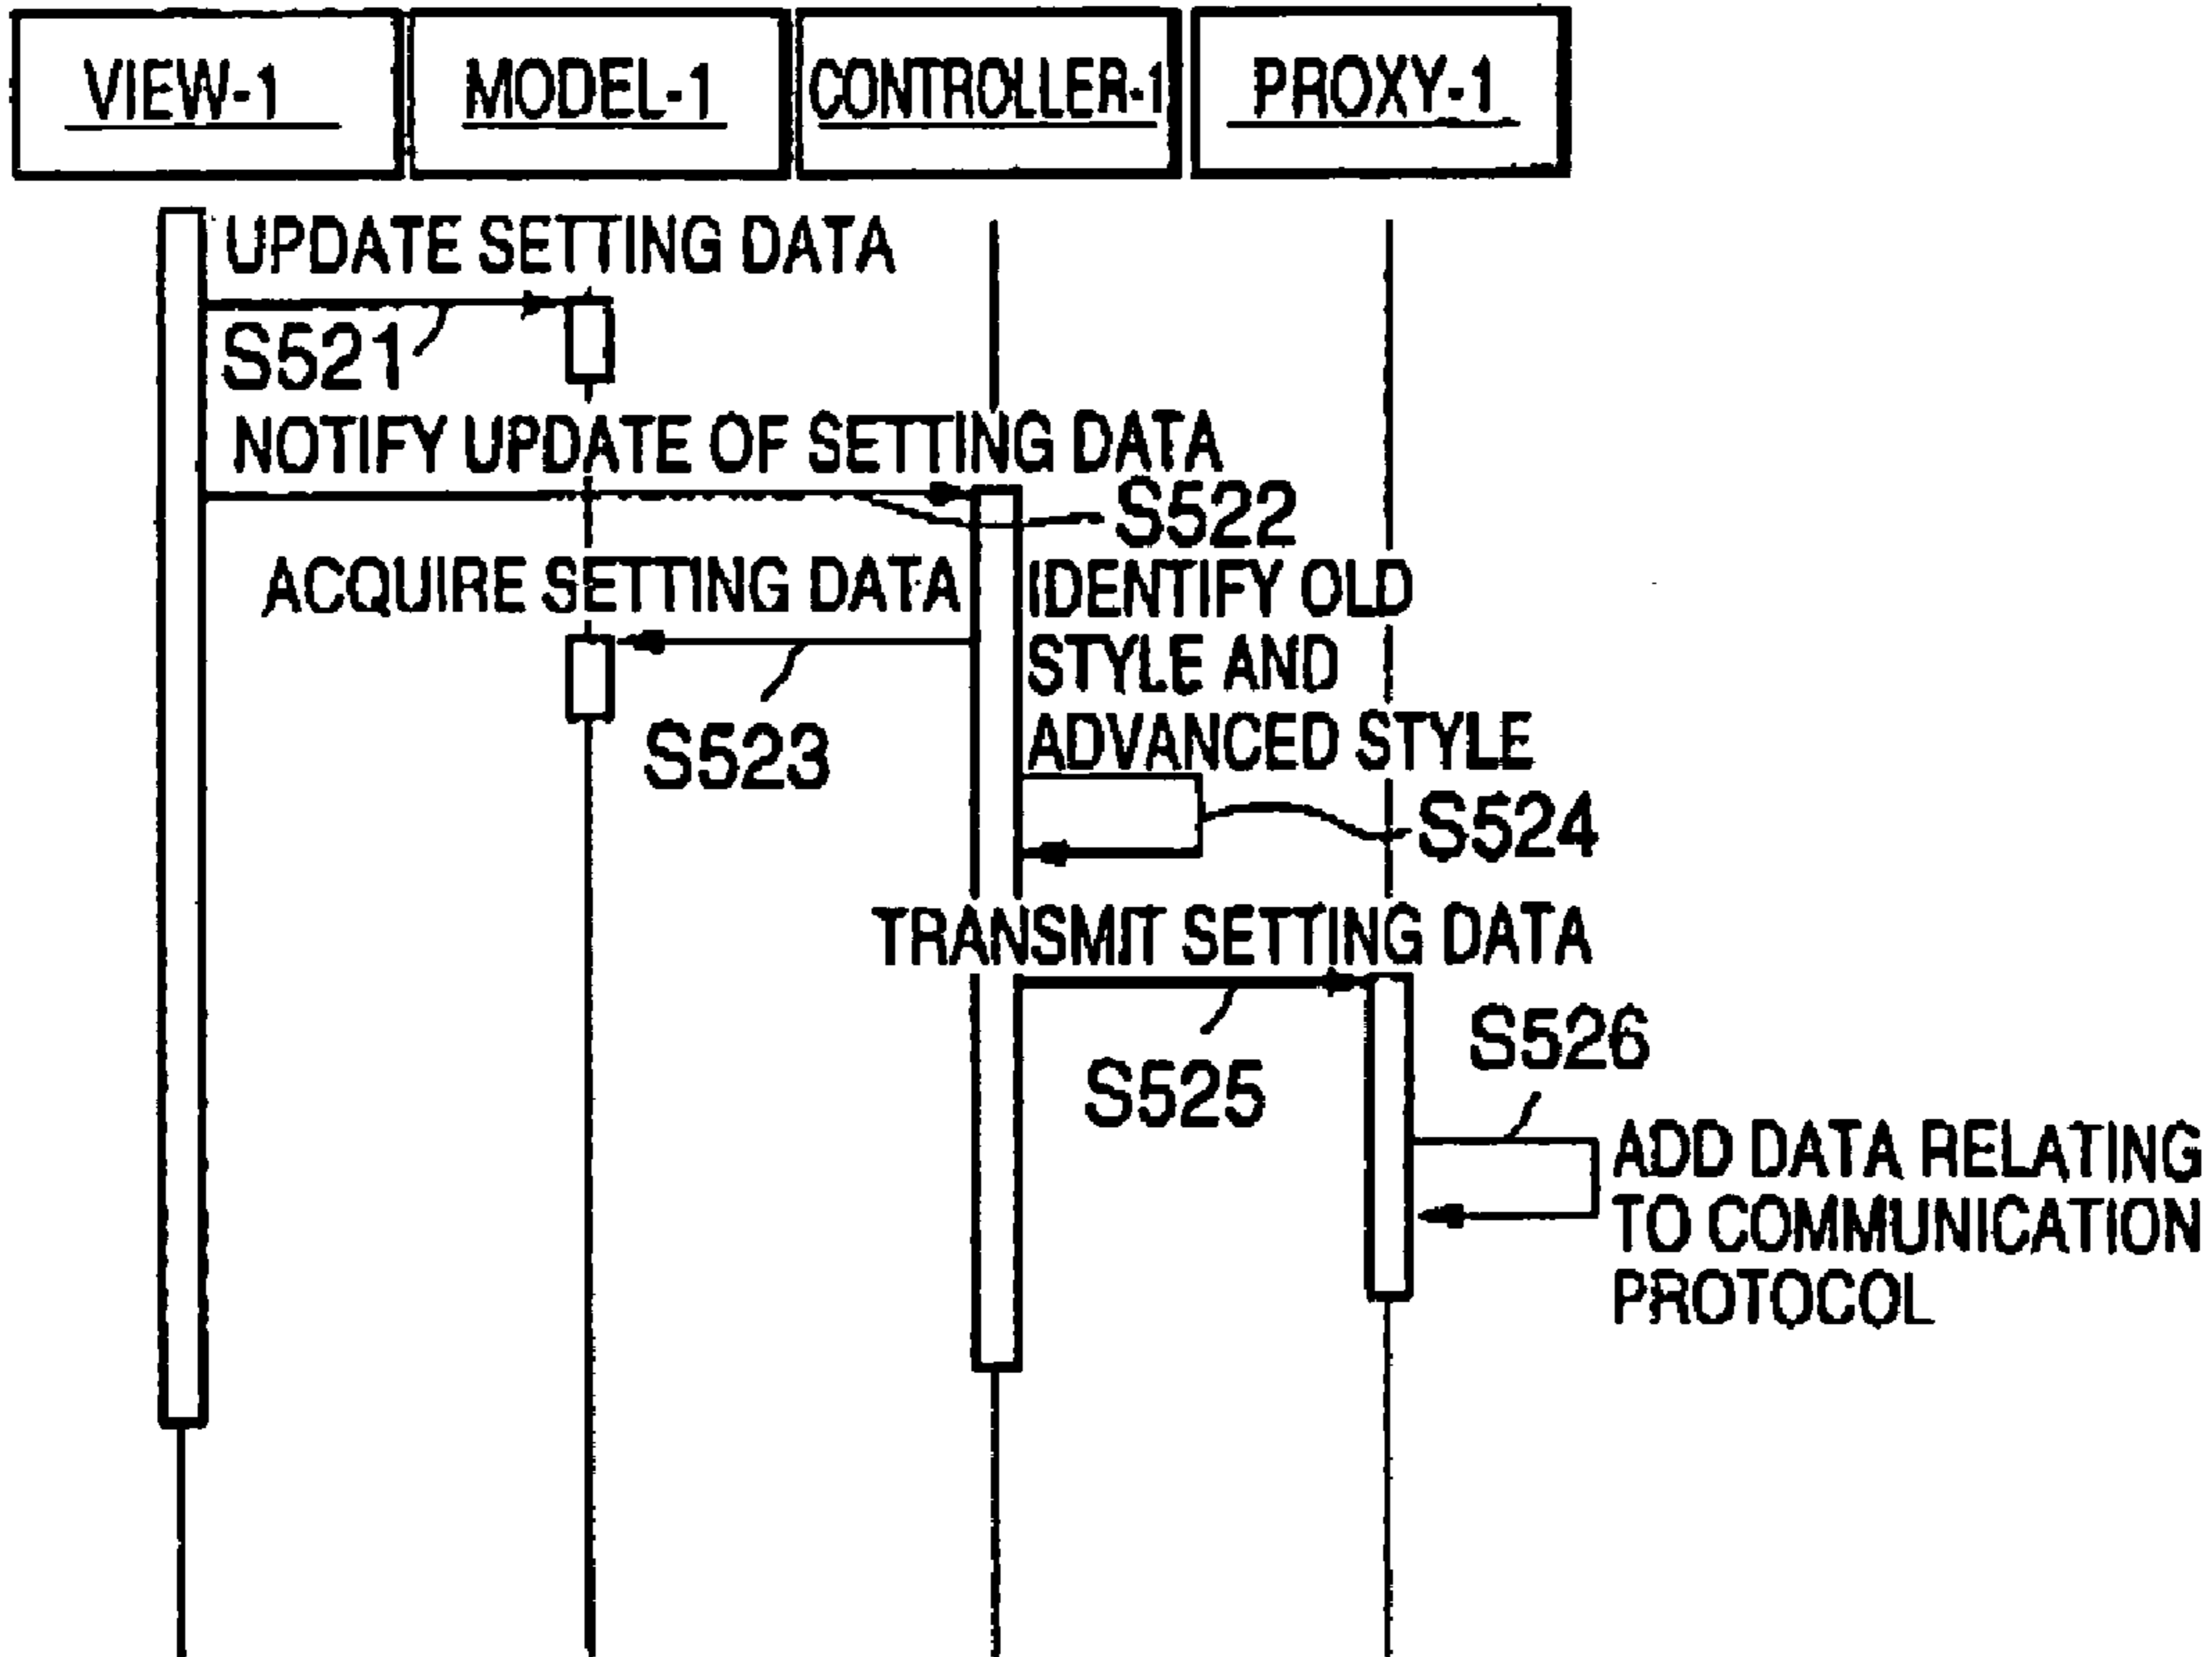 VIEW-1
MODEL-1
CONTROLLER-1
PROXY-1
UPDATE SETTING DATA
S521
NOTIFY UPDATE OF SETTING DATA
S522
ACQUIRE SETTING DATA
S523
IDENTIFY OLD
STYLE AND
ADVANCED STYLE
S524
TRANSMIT SETTING DATA
S525
S526
ADD DATA RELATING
TO COMMUNICATION
PROTOCOL